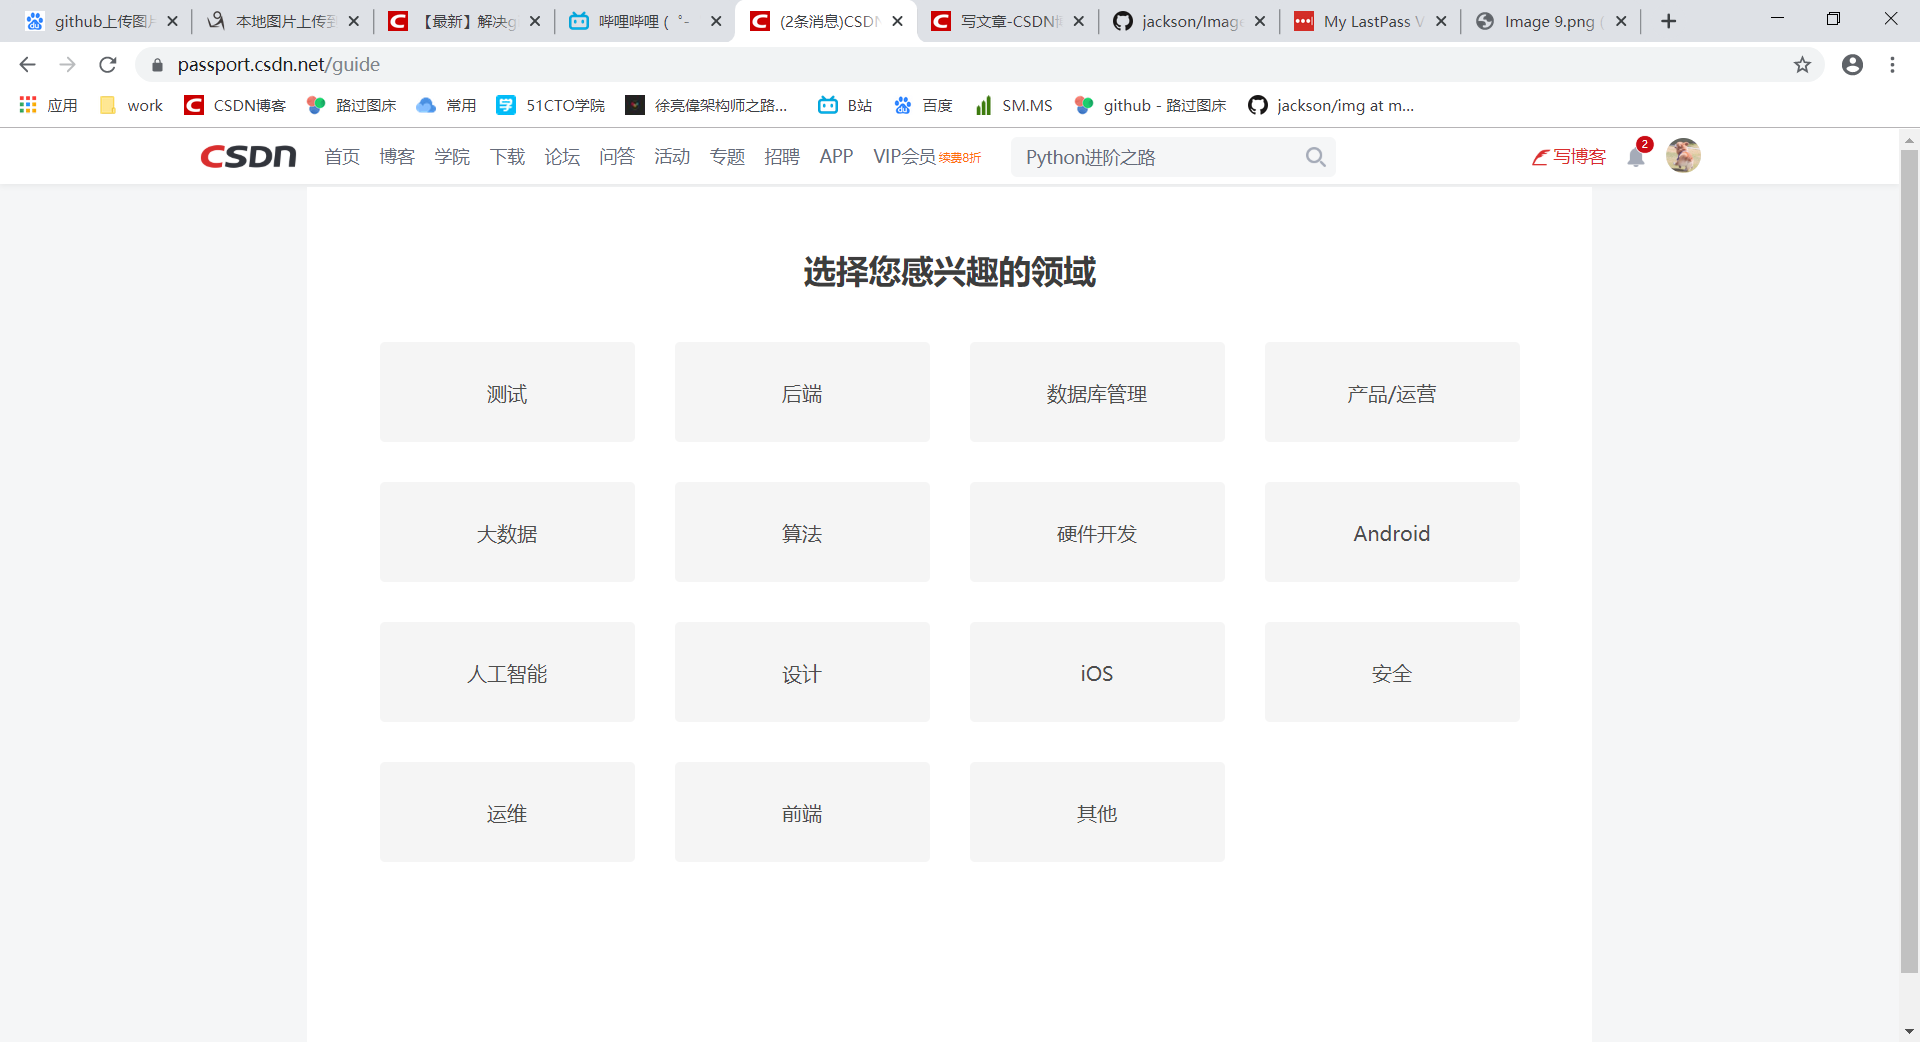 github上传图片
本地图片上传到
【最新】解决g
哔哩哔哩 ( ゜-
(2条消息)CSDN
写文章-CSDN博
jackson/Image
My LastPass V
Image 9.png (
passport.csdn.net/guide
应用
work
CSDN博客
路过图床
常用
51CTO学院
徐亮偉架构师之路...
B站
百度
SM.MS
github - 路过图床
jackson/img at m...
CSDN 首页 博客 学院 下载 论坛 问答 活动 专题 招聘 APP VIP会员 续费8折 Python进阶之路 写博客 2
选择您感兴趣的领域
测试 后端 数据库管理 产品/运营
大数据 算法 硬件开发 Android
人工智能 设计 iOS 安全
运维 前端 其他